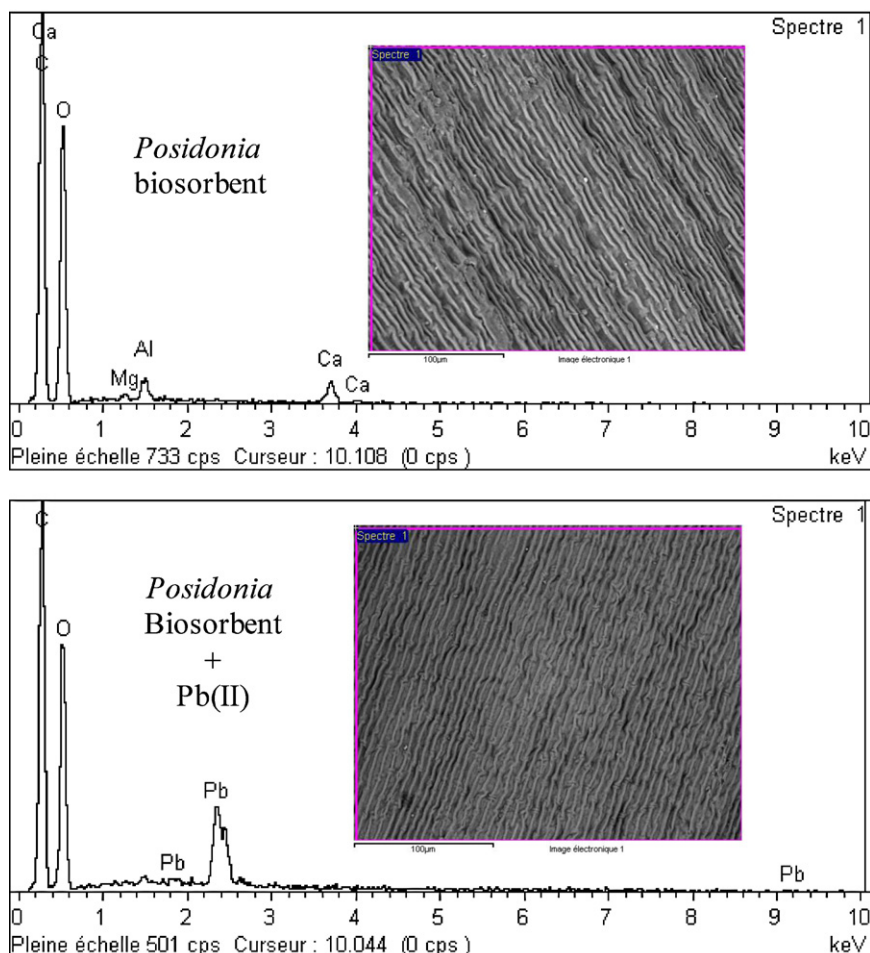 Spectre 1
Ca
C
O
Spectre 1
Posidonia
biosorbent
Al
Mg
Ca
Ca
100µm Image électronique 1
0 1 2 3 4 5 6 7 8 9 10
Pleine échelle 733 cps Curseur : 10.108 (0 cps ) keV
Spectre 1
C
O
Spectre 1
Posidonia
Biosorbent
+
Pb(II)
Pb
Pb
Pb
100µm Image électronique 1
0 1 2 3 4 5 6 7 8 9 10
Pleine échelle 501 cps Curseur : 10.044 (0 cps ) keV